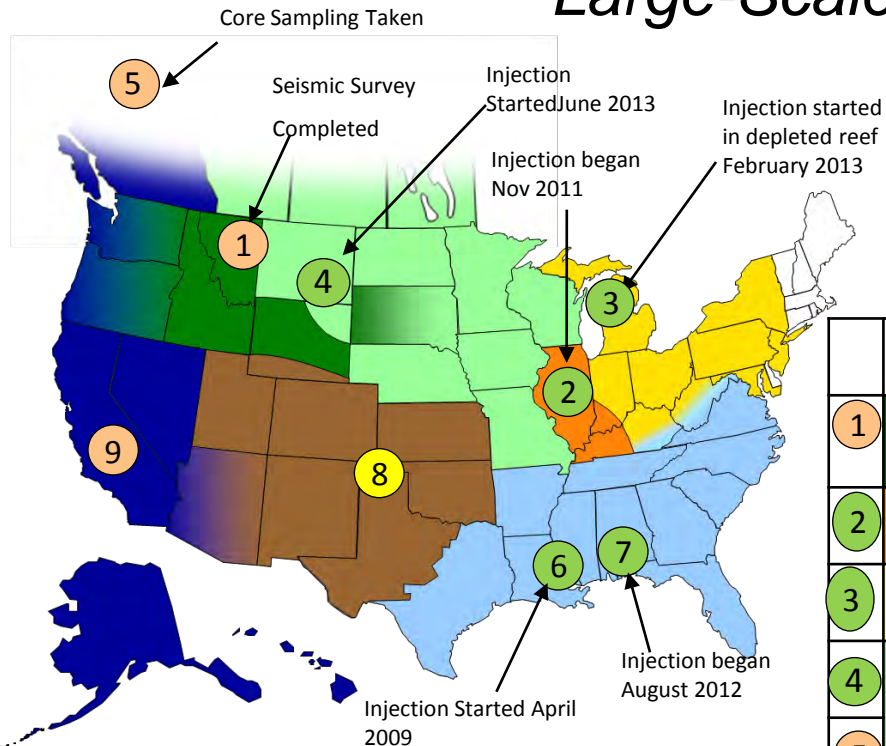 Large-Scale
Core Sampling Taken
5
Seismic Survey
Completed
Injection
StartedJune 2013
Injection began
Nov 2011
Injection started
in depleted reef
February 2013
1
4
3
2
9
8
6
7
Injection began
August 2012
Injection Started April
2009
1
2
3
4